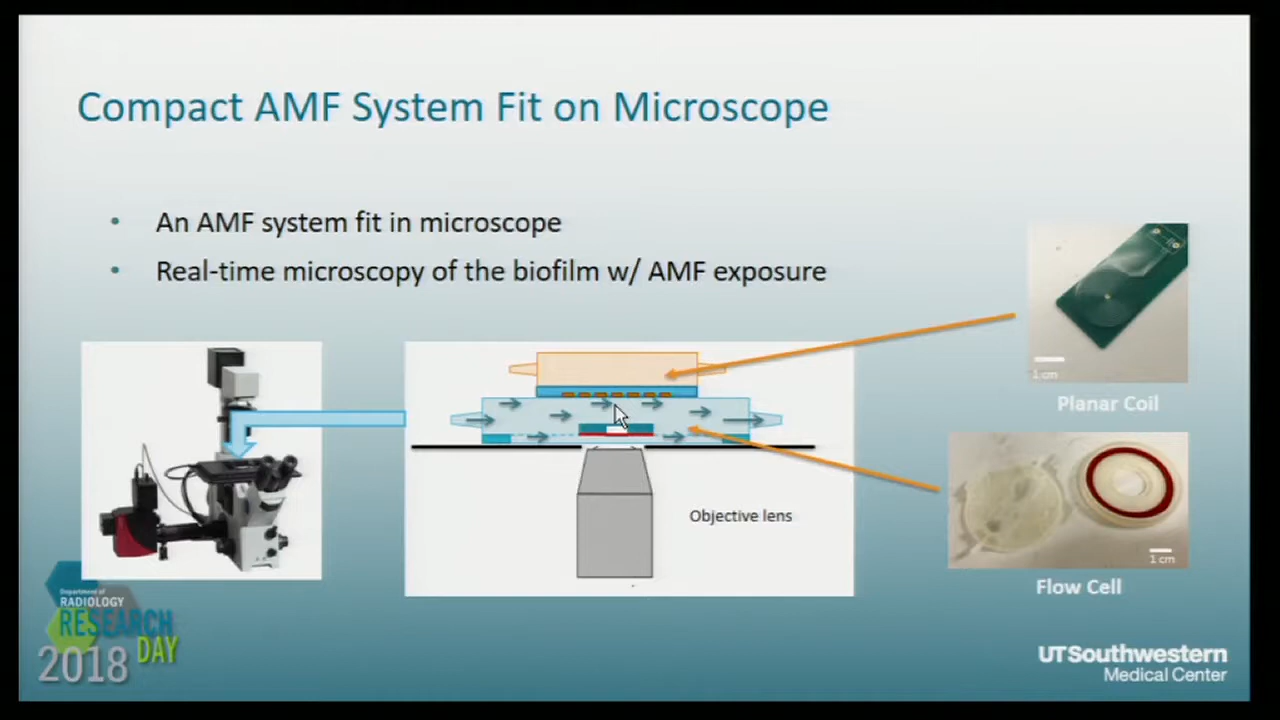 Compact AMF System Fit on Microscope
• An AMF system fit in microscope
• Real-time microscopy of the biofilm w/ AMF exposure
1 cm
Planar Coil
Objective lens
1 cm
Flow Cell
Department of
RADIOLOGY
RESEARCH
DAY
2018
UTSouthwestern
Medical Center